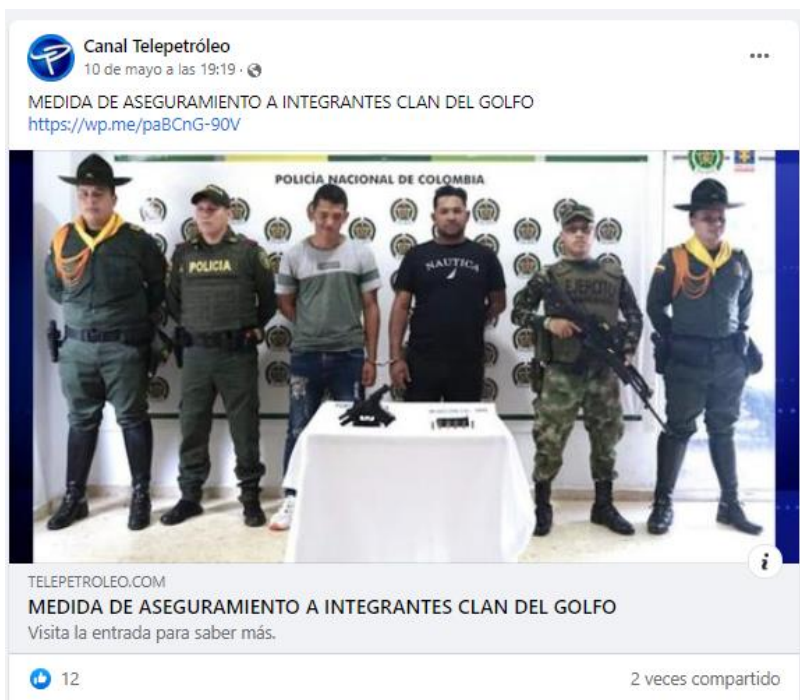 Canal Telepetróleo
10 de mayo a las 19:19 ·
MEDIDA DE ASEGURAMIENTO A INTEGRANTES CLAN DEL GOLFO
https://wp.me/paBCnG-90V
POLICÍA NACIONAL DE COLOMBIA
POLICIA
NAUTICA
EJERCITO
TELEPETROLEO.COM
MEDIDA DE ASEGURAMIENTO A INTEGRANTES CLAN DEL GOLFO
Visita la entrada para saber más.
12
2 veces compartido